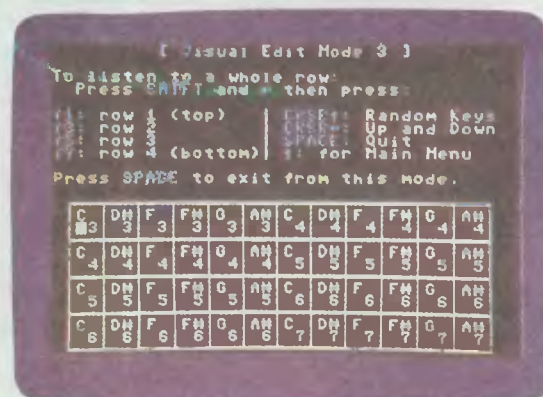 [ Visual Edit Mode 3 ]
To listen to a whole row:
Press SHIFT and then press:
row 1 (top) Random Keys
row Up and Down
row Quit
row 4 (bottom) for Main Menu
Press SPACE to exit from this mode.
C 3 D# 3 F 3 F# 3 G 3 A# 3 C 4 D# 4 F 4 F# 4 G 4 A# 4
C 4 D# 4 F 4 F# 4 G 4 A# 4 C 5 D# 5 F 5 F# 5 G 5 A# 5
C 5 D# 5 F 5 F# 5 G 5 A# 5 C 6 D# 6 F 6 F# 6 G 6 A# 6
C 6 D# 6 F 6 F# 6 G 6 A# 6 C 7 D# 7 F 7 F# 7 G 7 A# 7